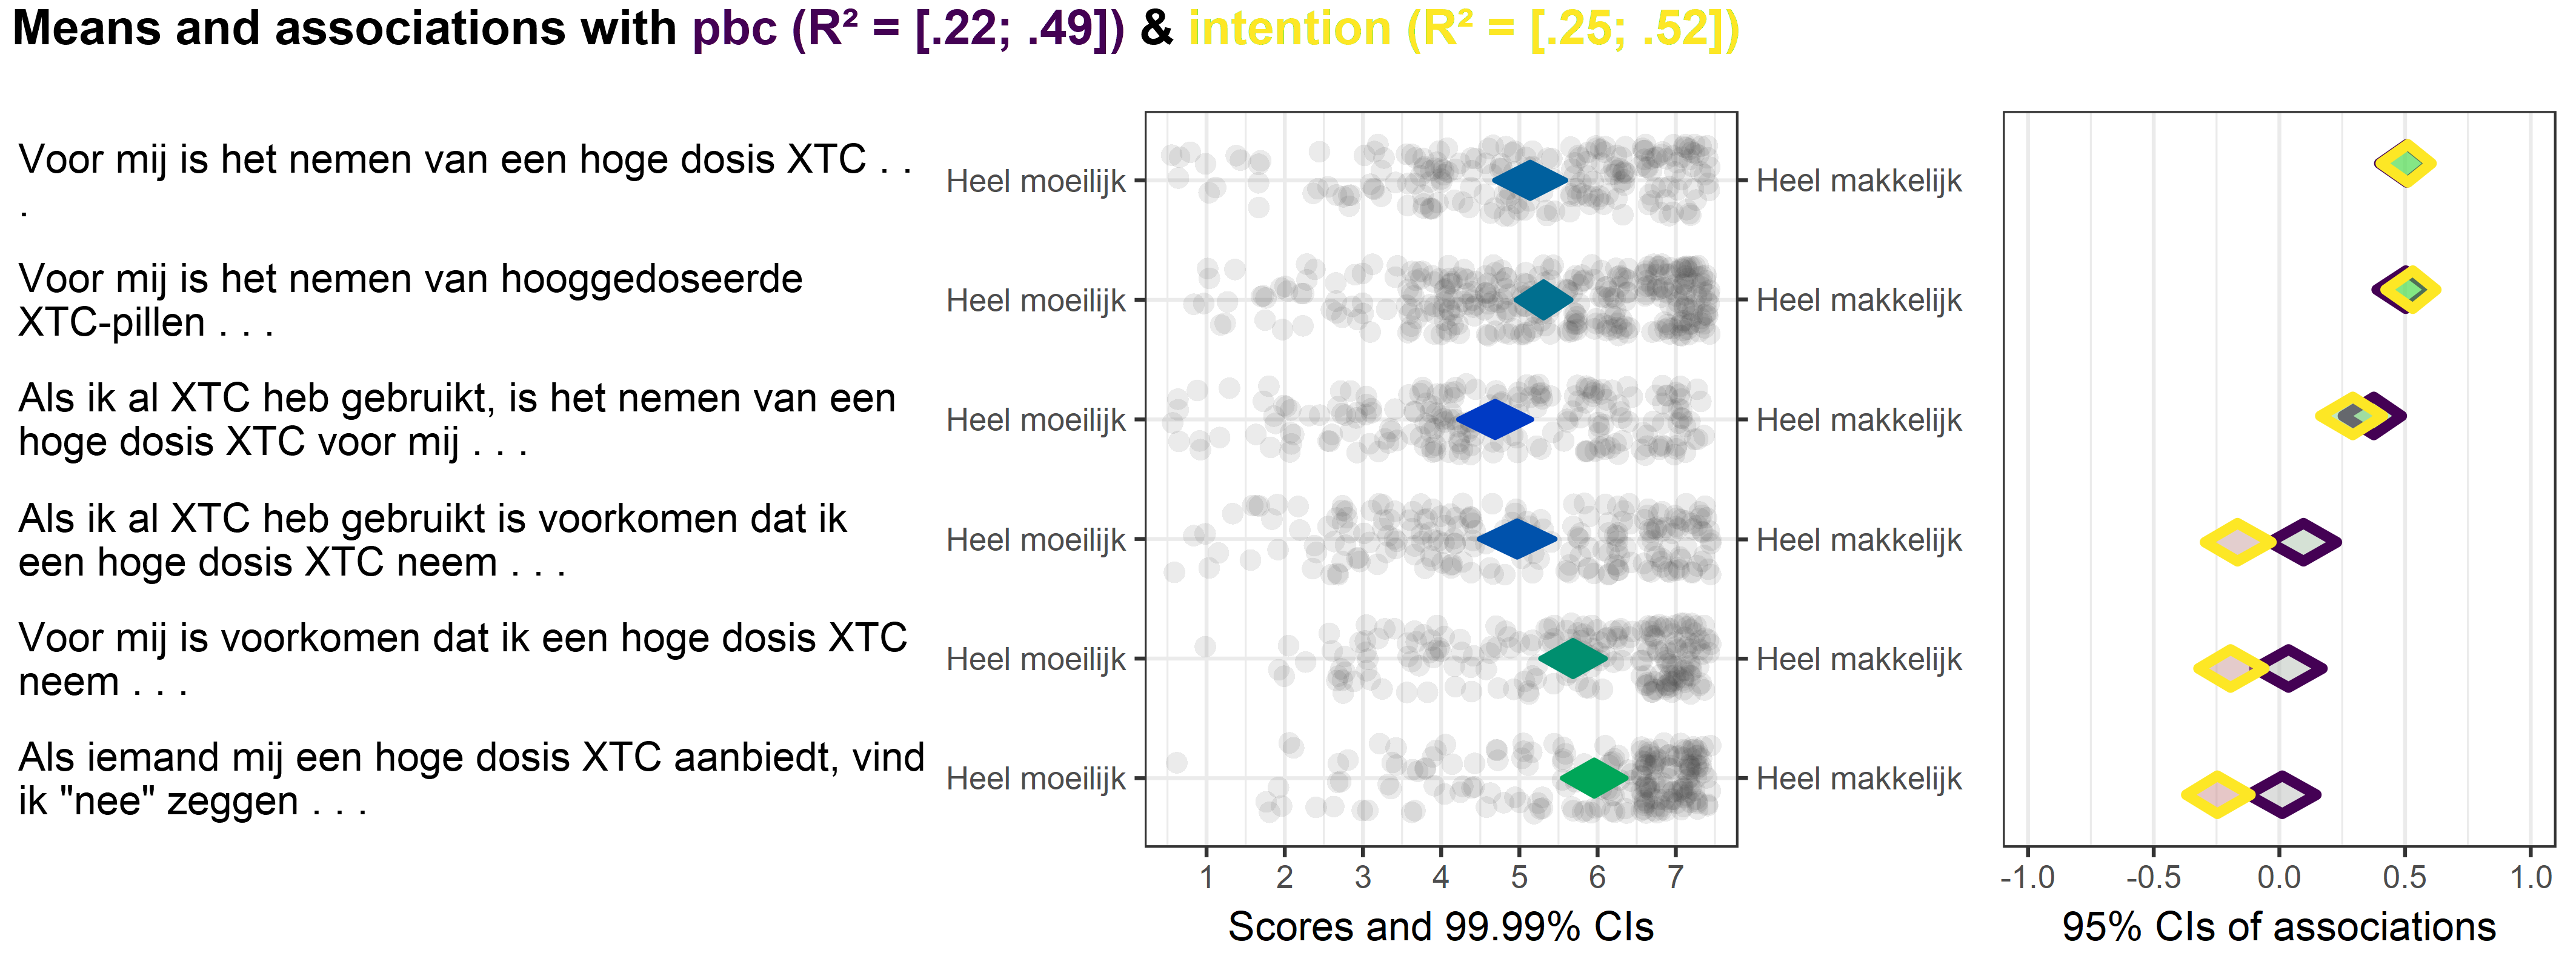 Means and associations with pbc (R² = [.22; .49]) & intention (R² = [.25; .52])
Voor mij is het nemen van een hoge dosis XTC . .
.
Heel moeilijk
Heel makkelijk
Voor mij is het nemen van hooggedoseerde
XTC-pillen . . .
Heel moeilijk
Heel makkelijk
Als ik al XTC heb gebruikt, is het nemen van een
hoge dosis XTC voor mij . . .
Heel moeilijk
Heel makkelijk
Als ik al XTC heb gebruikt is voorkomen dat ik
een hoge dosis XTC neem . . .
Heel moeilijk
Heel makkelijk
Voor mij is voorkomen dat ik een hoge dosis XTC
neem . . .
Heel moeilijk
Heel makkelijk
Als iemand mij een hoge dosis XTC aanbiedt, vind
ik "nee" zeggen . . .
Heel moeilijk
Heel makkelijk
1 2 3 4 5 6 7
Scores and 99.99% CIs
-1.0 -0.5 0.0 0.5 1.0
95% CIs of associations